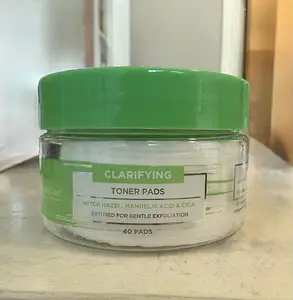 CLARIFYING
TONER PADS
WITCH HAZEL, MANDELIC ACID & CICA
EXTURED FOR GENTLE EXFOLIATION
40 PADS